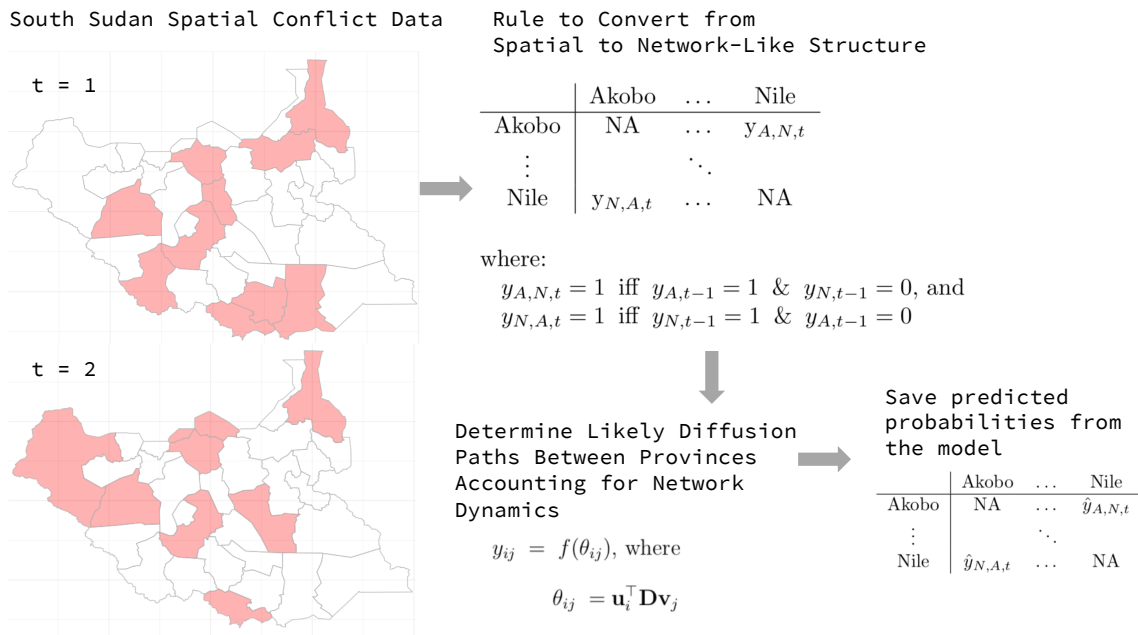 South Sudan Spatial Conflict Data
t = 1
t = 2
Rule to Convert from
Spatial to Network-Like Structure
Akobo … Nile
Akobo NA … y_{A,N,t}
⋮ ⋱
Nile y_{N,A,t} … NA
where:
y_{A,N,t} = 1 iff y_{A,t−1} = 1 & y_{N,t−1} = 0, and
y_{N,A,t} = 1 iff y_{N,t−1} = 1 & y_{A,t−1} = 0
Determine Likely Diffusion
Paths Between Provinces
Accounting for Network
Dynamics
y_{ij} = f(θ_{ij}), where
θ_{ij} = u_i^⊤ D v_j
Save predicted
probabilities from
the model
Akobo … Nile
Akobo NA … ŷ_{A,N,t}
⋮ ⋱
Nile ŷ_{N,A,t} … NA